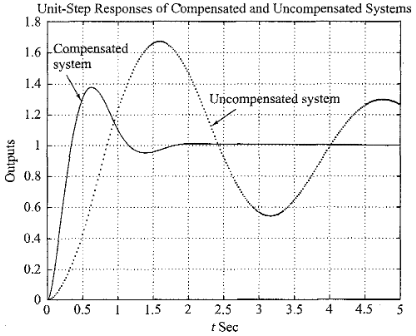 Unit-Step Responses of Compensated and Uncompensated Systems
1.8
1.6
1.4
1.2
1
0.8
0.6
0.4
0.2
0
Outputs
Compensated
system
Uncompensated system
0 0.5 1 1.5 2 2.5 3 3.5 4 4.5 5
t Sec